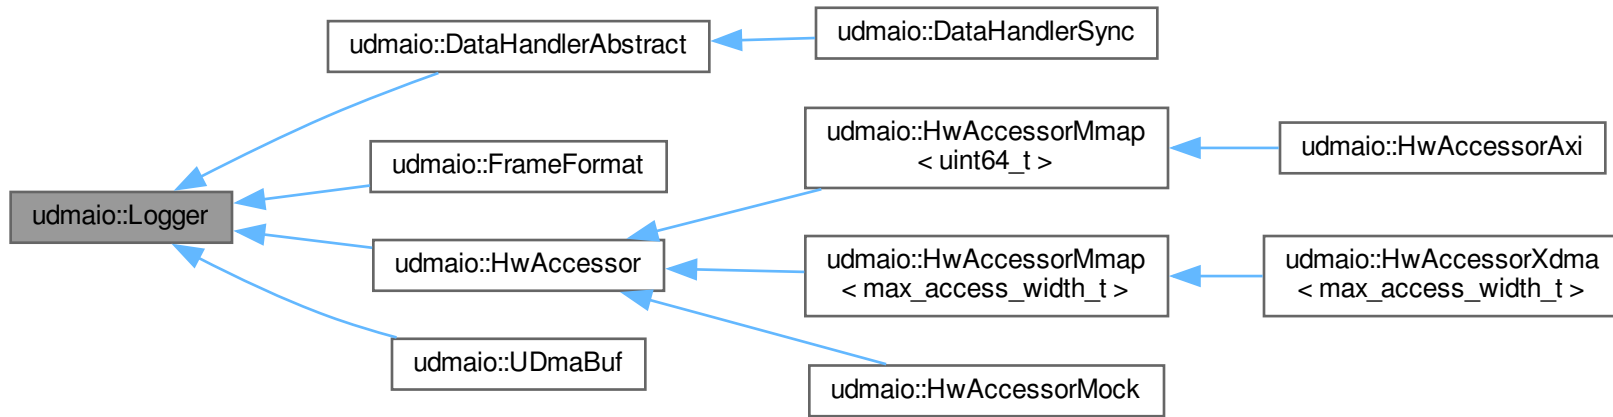 udmaio::Logger
udmaio::DataHandlerAbstract
udmaio::DataHandlerSync
udmaio::FrameFormat
udmaio::HwAccessor
udmaio::HwAccessorMmap
< uint64_t >
udmaio::HwAccessorAxi
udmaio::HwAccessorMmap
< max_access_width_t >
udmaio::HwAccessorXdma
< max_access_width_t >
udmaio::HwAccessorMock
udmaio::UDmaBuf